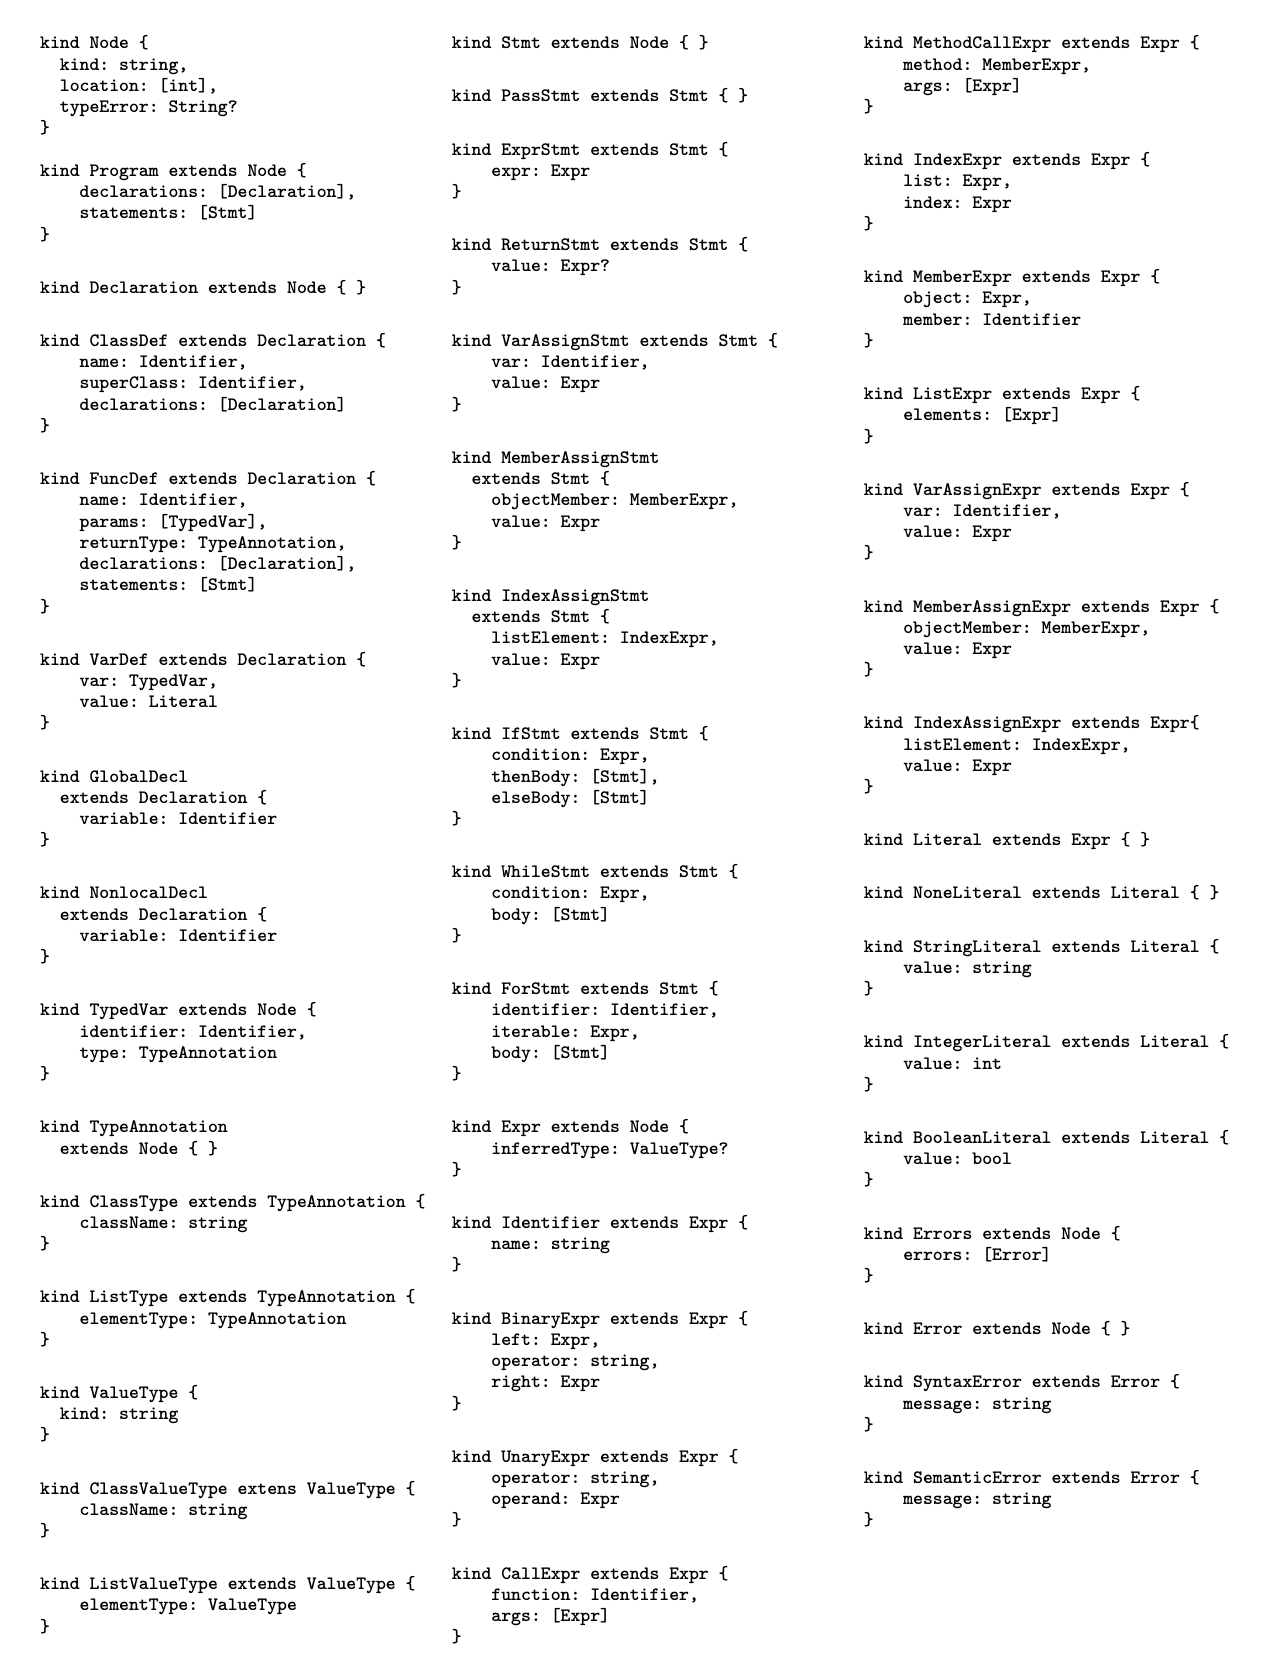 kind Node {
  kind: string,
  location: [int],
  typeError: String?
}
kind Program extends Node {
    declarations: [Declaration],
    statements: [Stmt]
}
kind Declaration extends Node { }
kind ClassDef extends Declaration {
    name: Identifier,
    superClass: Identifier,
    declarations: [Declaration]
}
kind FuncDef extends Declaration {
    name: Identifier,
    params: [TypedVar],
    returnType: TypeAnnotation,
    declarations: [Declaration],
    statements: [Stmt]
}
kind VarDef extends Declaration {
    var: TypedVar,
    value: Literal
}
kind GlobalDecl
  extends Declaration {
    variable: Identifier
}
kind NonlocalDecl
  extends Declaration {
    variable: Identifier
}
kind TypedVar extends Node {
    identifier: Identifier,
    type: TypeAnnotation
}
kind TypeAnnotation
  extends Node { }
kind ClassType extends TypeAnnotation {
    className: string
}
kind ListType extends TypeAnnotation {
    elementType: TypeAnnotation
}
kind ValueType {
  kind: string
}
kind ClassValueType extens ValueType {
    className: string
}
kind ListValueType extends ValueType {
    elementType: ValueType
}
kind Stmt extends Node { }
kind PassStmt extends Stmt { }
kind ExprStmt extends Stmt {
    expr: Expr
}
kind ReturnStmt extends Stmt {
    value: Expr?
}
kind VarAssignStmt extends Stmt {
    var: Identifier,
    value: Expr
}
kind MemberAssignStmt
  extends Stmt {
    objectMember: MemberExpr,
    value: Expr
}
kind IndexAssignStmt
  extends Stmt {
    listElement: IndexExpr,
    value: Expr
}
kind IfStmt extends Stmt {
    condition: Expr,
    thenBody: [Stmt],
    elseBody: [Stmt]
}
kind WhileStmt extends Stmt {
    condition: Expr,
    body: [Stmt]
}
kind ForStmt extends Stmt {
    identifier: Identifier,
    iterable: Expr,
    body: [Stmt]
}
kind Expr extends Node {
    inferredType: ValueType?
}
kind Identifier extends Expr {
    name: string
}
kind BinaryExpr extends Expr {
    left: Expr,
    operator: string,
    right: Expr
}
kind UnaryExpr extends Expr {
    operator: string,
    operand: Expr
}
kind CallExpr extends Expr {
    function: Identifier,
    args: [Expr]
}
kind MethodCallExpr extends Expr {
    method: MemberExpr,
    args: [Expr]
}
kind IndexExpr extends Expr {
    list: Expr,
    index: Expr
}
kind MemberExpr extends Expr {
    object: Expr,
    member: Identifier
}
kind ListExpr extends Expr {
    elements: [Expr]
}
kind VarAssignExpr extends Expr {
    var: Identifier,
    value: Expr
}
kind MemberAssignExpr extends Expr {
    objectMember: MemberExpr,
    value: Expr
}
kind IndexAssignExpr extends Expr{
    listElement: IndexExpr,
    value: Expr
}
kind Literal extends Expr { }
kind NoneLiteral extends Literal { }
kind StringLiteral extends Literal {
    value: string
}
kind IntegerLiteral extends Literal {
    value: int
}
kind BooleanLiteral extends Literal {
    value: bool
}
kind Errors extends Node {
    errors: [Error]
}
kind Error extends Node { }
kind SyntaxError extends Error {
    message: string
}
kind SemanticError extends Error {
    message: string
}